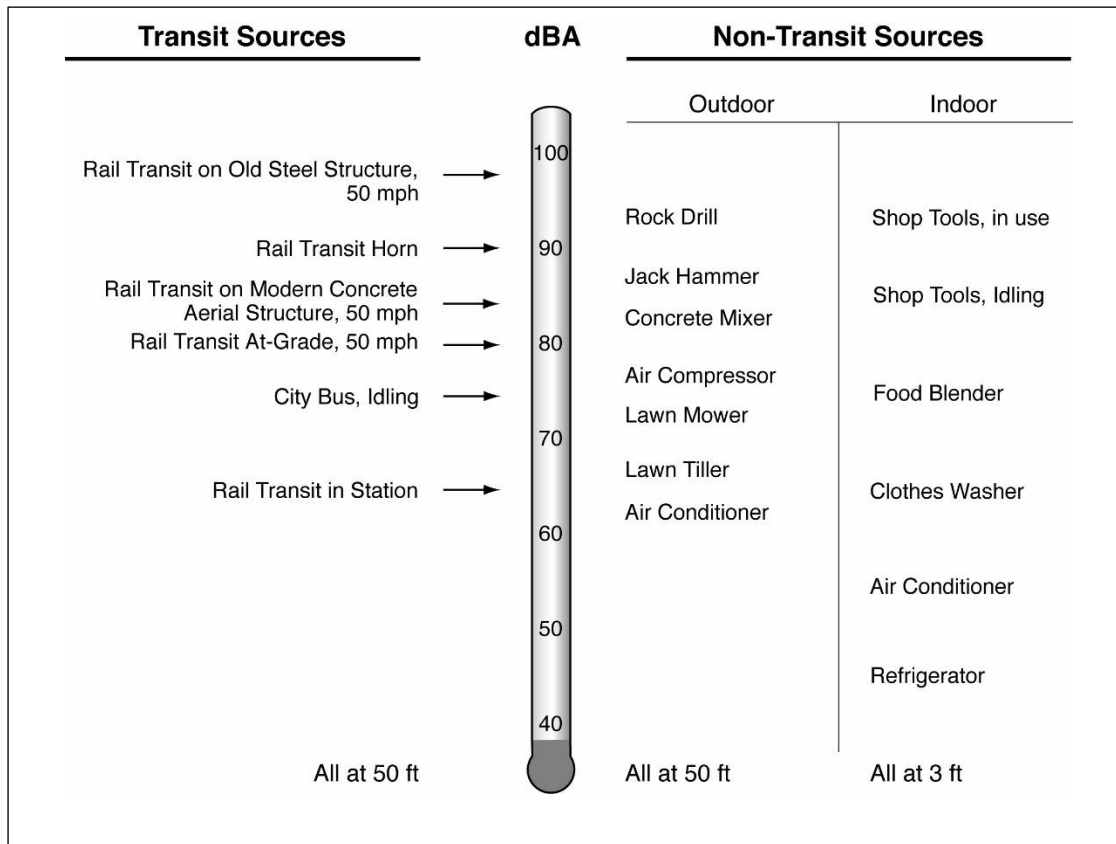 Transit Sources
dBA
Non-Transit Sources
Outdoor
Indoor
100
Rail Transit on Old Steel Structure,
50 mph
Rock Drill
Shop Tools, in use
Rail Transit Horn
90
Jack Hammer
Rail Transit on Modern Concrete
Aerial Structure, 50 mph
Shop Tools, Idling
Concrete Mixer
Rail Transit At-Grade, 50 mph
80
Air Compressor
City Bus, Idling
Food Blender
Lawn Mower
70
Lawn Tiller
Rail Transit in Station
Clothes Washer
Air Conditioner
60
Air Conditioner
50
Refrigerator
40
All at 50 ft
All at 50 ft
All at 3 ft